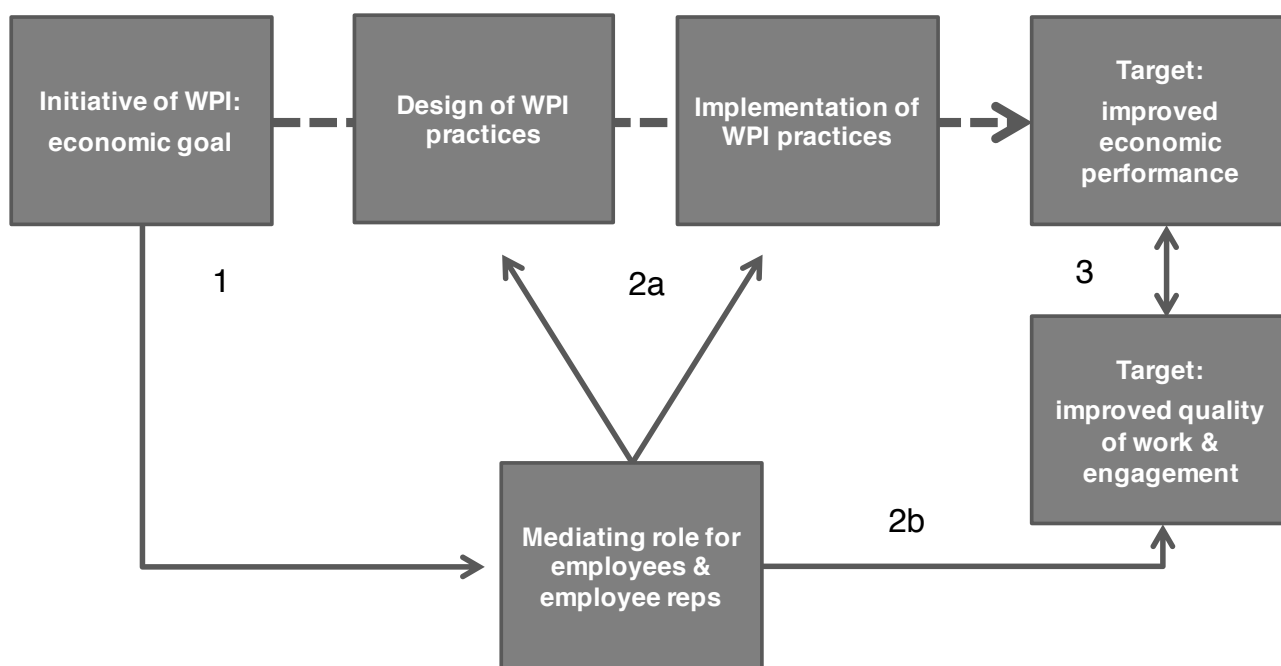 Initiative of WPI:
economic goal
Design of WPI
practices
Implementation of
WPI practices
Target:
improved
economic
performance
1
2a
3
Target:
improved quality
of work &
engagement
Mediating role for
employees &
employee reps
2b